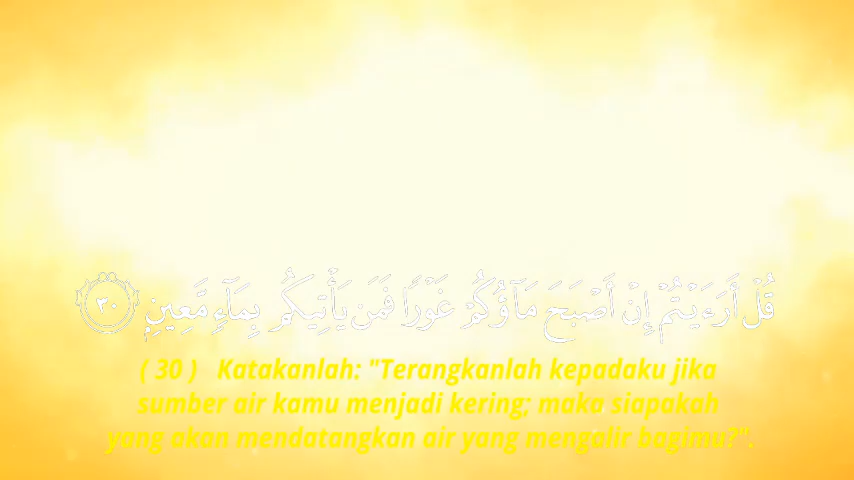 قُلْ أَرَءَيْتُمْ إِنْ أَصْبَحَ مَآؤُكُمْ غَوْرًا فَمَن يَأْتِيكُم بِمَآءٍ مَّعِينٍۭ ٣٠
( 30 ) Katakanlah: "Terangkanlah kepadaku jika
sumber air kamu menjadi kering; maka siapakah
yang akan mendatangkan air yang mengalir bagimu?".